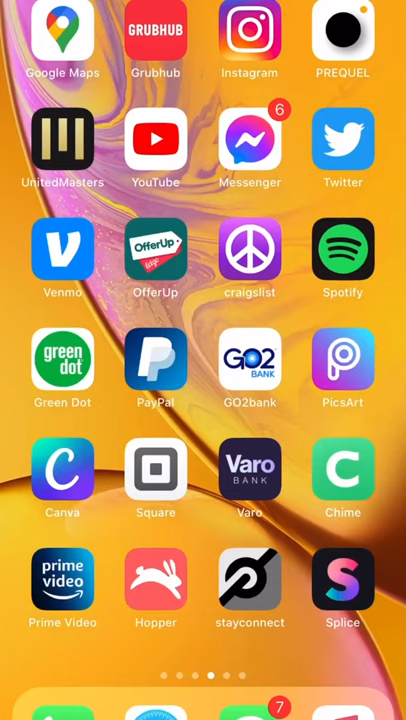 Google Maps
GRUBHUB
Grubhub
Instagram
PREQUEL
UnitedMasters
YouTube
6
Messenger
Twitter
Venmo
OfferUp
letgo
OfferUp
craigslist
Spotify
green dot
Green Dot
PayPal
GO2 BANK
GO2bank
PicsArt
Canva
Square
Varo BANK
Varo
Chime
prime video
Prime Video
Hopper
stayconnect
Splice
7